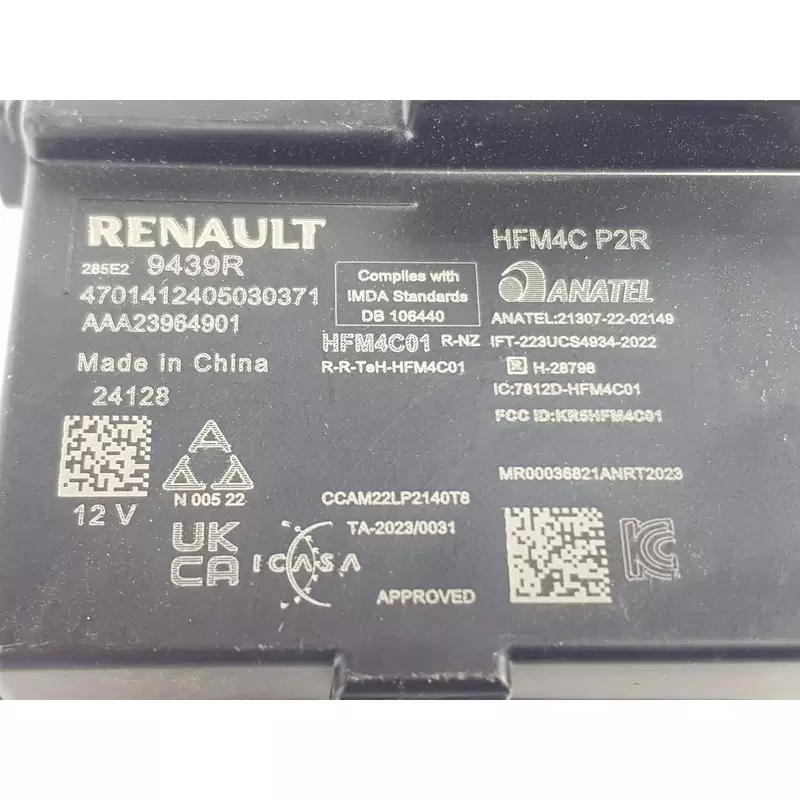 RENAULT
285E2 9439R
4701412405030371
AAA23964901
Made in China
24128
12 V
N 005 22
UK
CA
ICASA
Complies with
IMDA Standards
DB 106440
HFM4C01 R-NZ
R-R-TeH-HFM4C01
CCAM22LP2140T8
TA-2023/0031
APPROVED
HFM4C P2R
ANATEL
ANATEL:21307-22-02149
IFT-223UCS4934-2022
H-28798
IC:7812D-HFM4C01
FCC ID:KR5HFM4C01
MR00036821ANRT2023